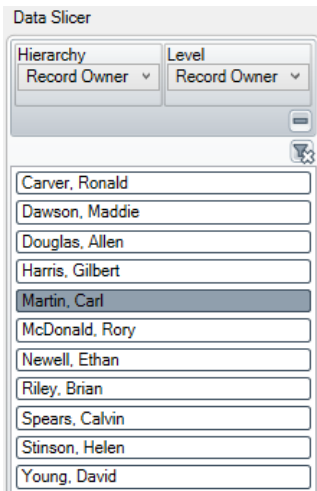 Data Slicer
Hierarchy Level
Record Owner Record Owner
Carver, Ronald
Dawson, Maddie
Douglas, Allen
Harris, Gilbert
Martin, Carl
McDonald, Rory
Newell, Ethan
Riley, Brian
Spears, Calvin
Stinson, Helen
Young, David